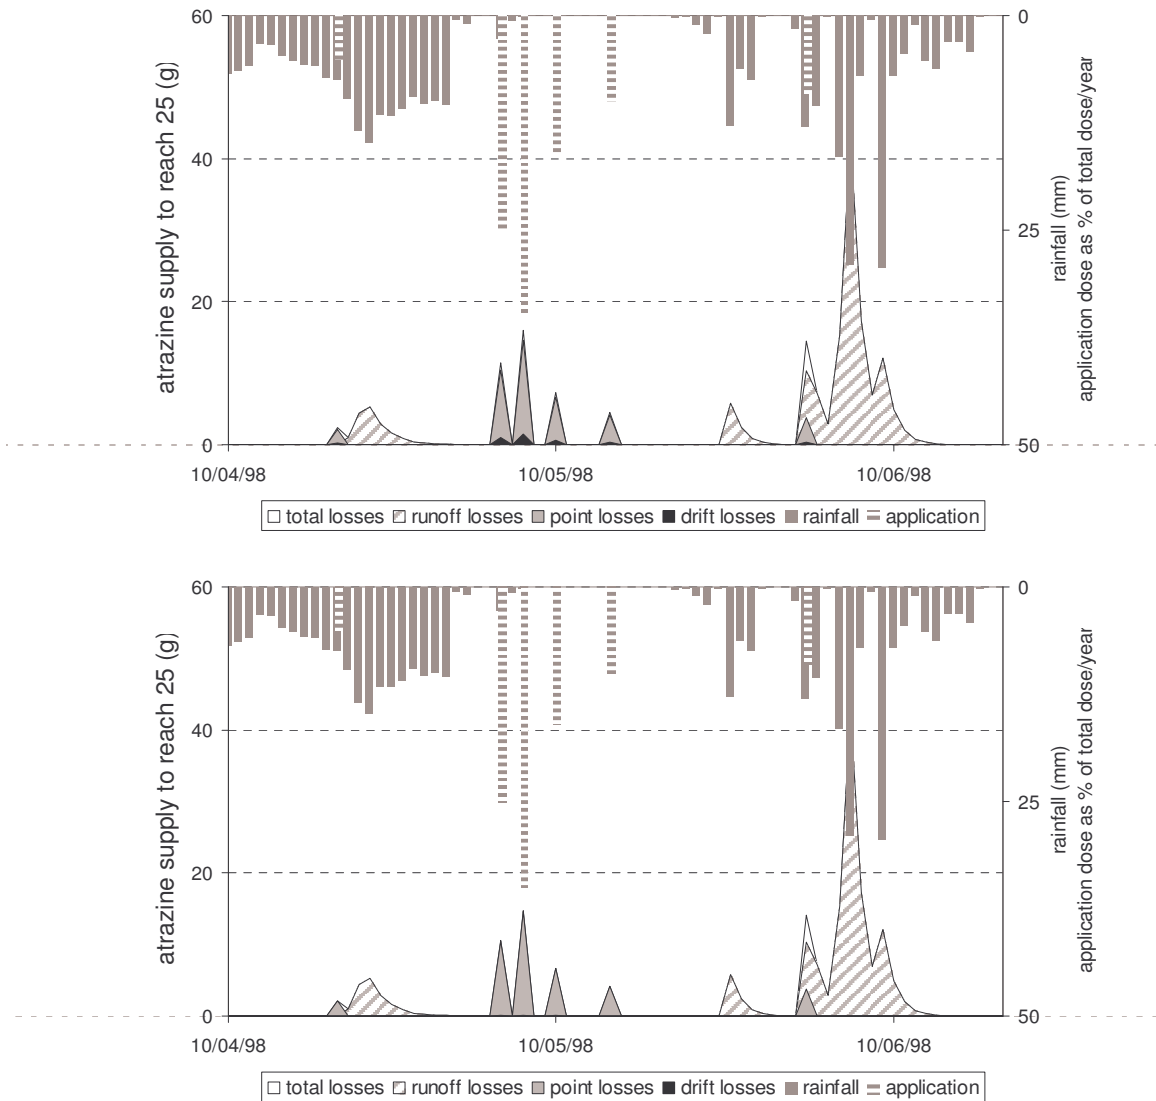 60
40
20
0
atrazine supply to reach 25 (g)
0
25
50
rainfall (mm)
application dose as % of total dose/year
10/04/98
10/05/98
10/06/98
total losses runoff losses point losses drift losses rainfall application
60
40
20
0
atrazine supply to reach 25 (g)
0
25
50
rainfall (mm)
application dose as % of total dose/year
10/04/98
10/05/98
10/06/98
total losses runoff losses point losses drift losses rainfall application